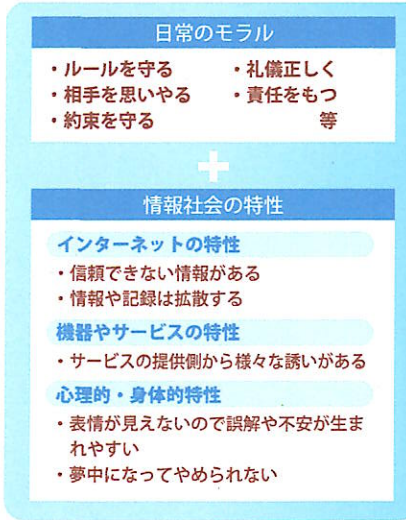 日常のモラル
・ルールを守る ・礼儀正しく
・相手を思いやる ・責任をもつ
・約束を守る 等
+
情報社会の特性
インターネットの特性
・信頼できない情報がある
・情報や記録は拡散する
機器やサービスの特性
・サービスの提供側から様々な誘いがある
心理的・身体的特性
・表情が見えないので誤解や不安が生ま
れやすい
・夢中になってやめられない